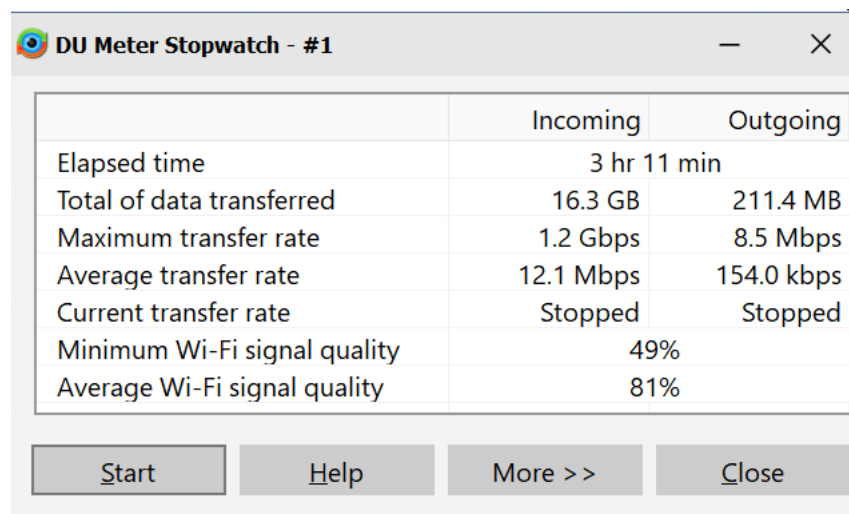 DU Meter Stopwatch - #1
Incoming Outgoing
Elapsed time 3 hr 11 min
Total of data transferred 16.3 GB 211.4 MB
Maximum transfer rate 1.2 Gbps 8.5 Mbps
Average transfer rate 12.1 Mbps 154.0 kbps
Current transfer rate Stopped Stopped
Minimum Wi-Fi signal quality 49%
Average Wi-Fi signal quality 81%
Start Help More >> Close